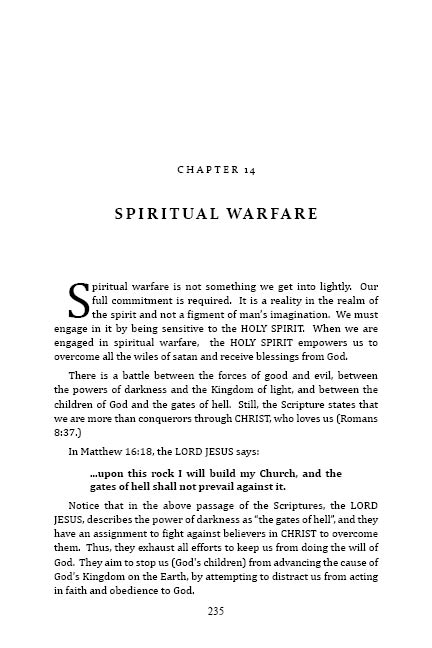 CHAPTER 14
SPIRITUAL WARFARE
Spiritual warfare is not something we get into lightly. Our
full commitment is required. It is a reality in the realm of
the spirit and not a figment of man's imagination. We must
engage in it by being sensitive to the HOLY SPIRIT. When we are
engaged in spiritual warfare, the HOLY SPIRIT empowers us to
overcome all the wiles of satan and receive blessings from God.
There is a battle between the forces of good and evil, between
the powers of darkness and the Kingdom of light, and between the
children of God and the gates of hell. Still, the Scripture states that
we are more than conquerors through CHRIST, who loves us (Romans
8:37.)
In Matthew 16:18, the LORD JESUS says:
...upon this rock I will build my Church, and the
gates of hell shall not prevail against it.
Notice that in the above passage of the Scriptures, the LORD
JESUS, describes the power of darkness as "the gates of hell", and they
have an assignment to fight against believers in CHRIST to overcome
them. Thus, they exhaust all efforts to keep us from doing the will of
God. They aim to stop us (God's children) from advancing the cause of
God's Kingdom on the Earth, by attempting to distract us from acting
in faith and obedience to God.
235